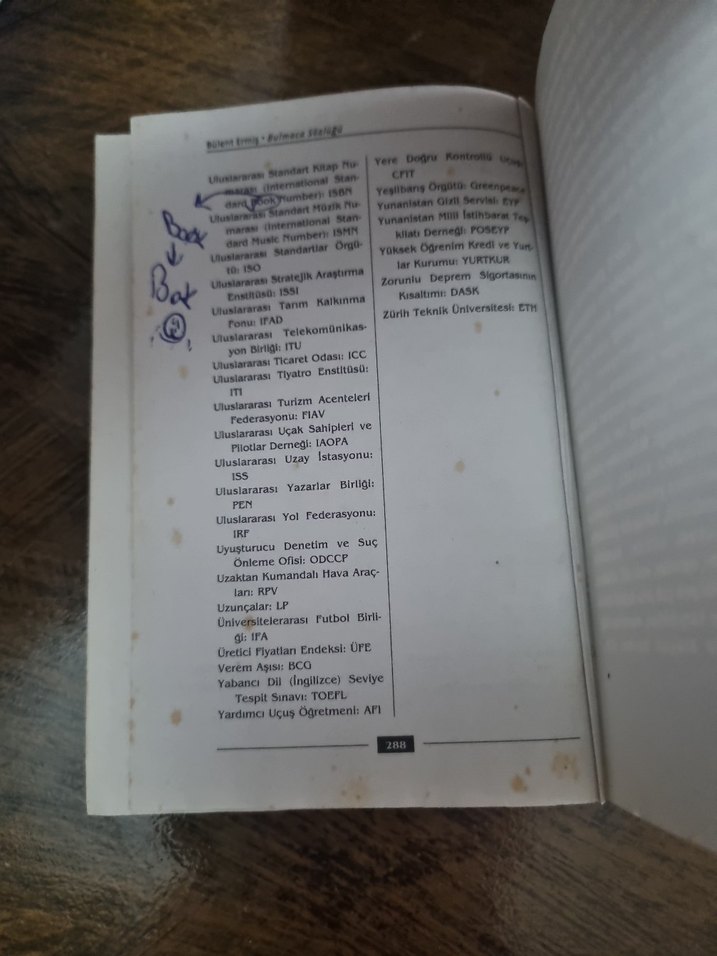 Bülent Ermiş • Bulmaca Sözlüğü
Uluslararası Standart Kitap Nu-
marası (International Stan-
dard Book Number): ISBN
Uluslararası Standart Müzik Nu-
marası (International Stan-
dard Music Number): ISMN
Uluslararası Standartlar Örgü-
tü: ISO
Uluslararası Stratejik Araştırma
Enstitüsü: ISSI
Uluslararası Tarım Kalkınma
Fonu: IFAD
Uluslararası Telekomünikas-
yon Birliği: ITU
Uluslararası Ticaret Odası: ICC
Uluslararası Tiyatro Enstitüsü:
ITI
Uluslararası Turizm Acenteleri
Federasyonu: FIAV
Uluslararası Uçak Sahipleri ve
Pilotlar Derneği: IAOPA
Uluslararası Uzay İstasyonu:
ISS
Uluslararası Yazarlar Birliği:
PEN
Uluslararası Yol Federasyonu:
IRF
Uyuşturucu Denetim ve Suç
Önleme Ofisi: ODCCP
Uzaktan Kumandalı Hava Araç-
ları: RPV
Uzunçalar: LP
Üniversitelerarası Futbol Birli-
ği: IFA
Üretici Fiyatları Endeksi: ÜFE
Verem Aşısı: BCG
Yabancı Dil (İngilizce) Seviye
Tespit Sınavı: TOEFL
Yardımcı Uçuş Öğretmeni: AFI
Yere Doğru Kontrollü Uçuş:
CFIT
Yeşilbarış Örgütü: Greenpeace
Yunanistan Gizli Servisi: EYP
Yunanistan Milli İstihbarat Teş-
kilatı Derneği: POSEYP
Yüksek Öğrenim Kredi ve Yurt-
lar Kurumu: YURTKUR
Zorunlu Deprem Sigortasının
Kısaltımı: DASK
Zürih Teknik Üniversitesi: ETH
288